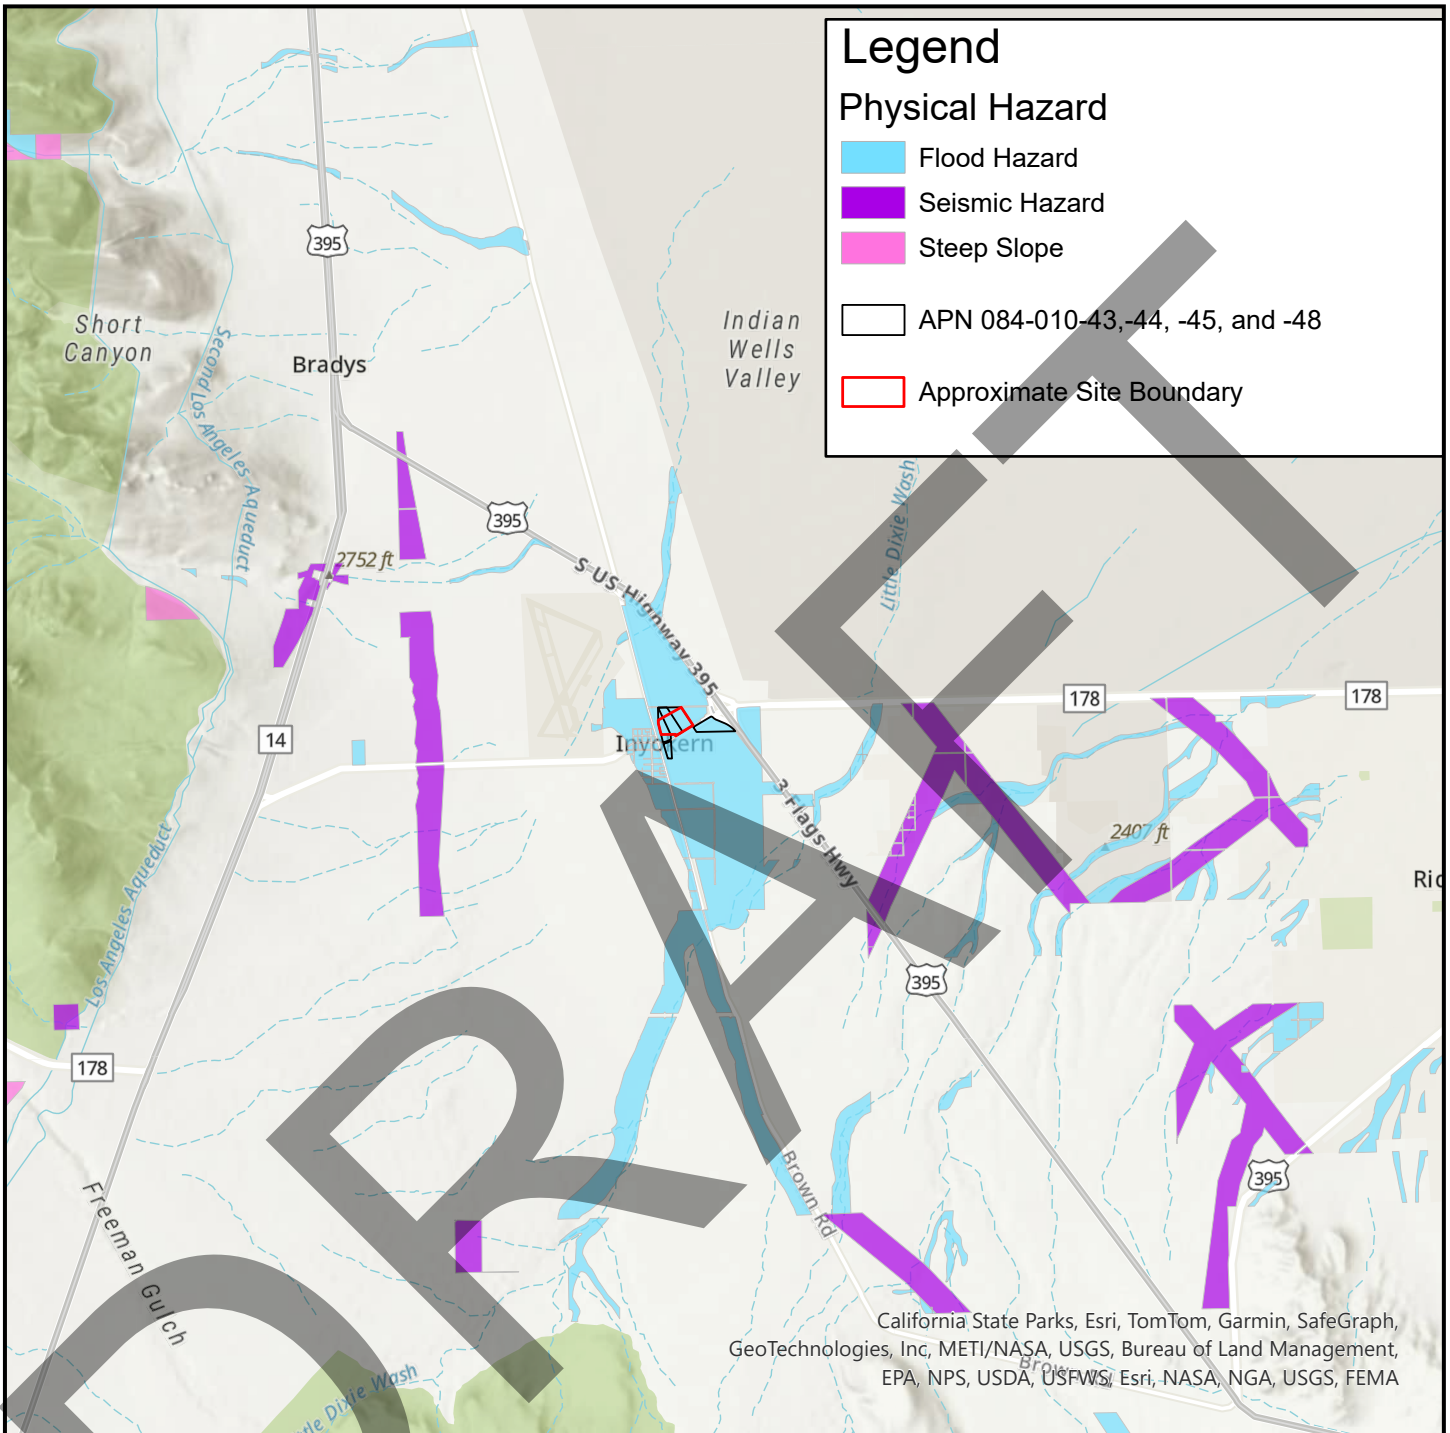 Legend
Physical Hazard
Flood Hazard
Seismic Hazard
Steep Slope
APN 084-010-43,-44, -45, and -48
Approximate Site Boundary
395
Short
Canyon
Second Los Angeles Aqueduct
Bradys
Indian
Wells
Valley
395
2752 ft
S US Highway 395
Little Dixie Wash
178
178
14
Inyokern
3 Flags Hwy
2407 ft
Los Angeles Aqueduct
Ric
395
178
Freeman Gulch
Brown Rd
395
DRAFT
California State Parks, Esri, TomTom, Garmin, SafeGraph,
GeoTechnologies, Inc, METI/NASA, USGS, Bureau of Land Management,
EPA, NPS, USDA, USFWS, Esri, NASA, NGA, USGS, FEMA
Brown Rd
ttle Dixie Wash